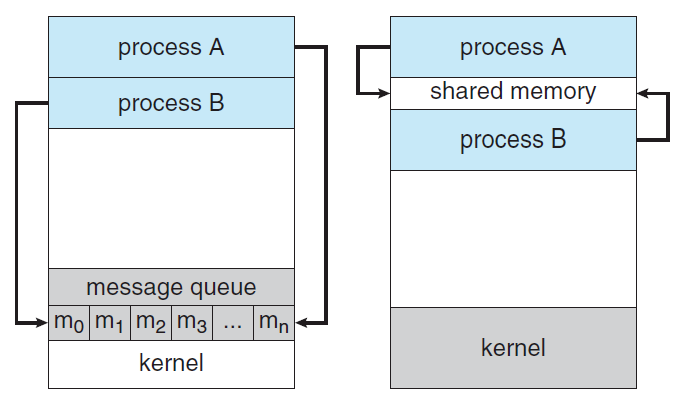 process A
process B
message queue
m0 m1 m2 m3 ... mn
kernel
process A
shared memory
process B
kernel